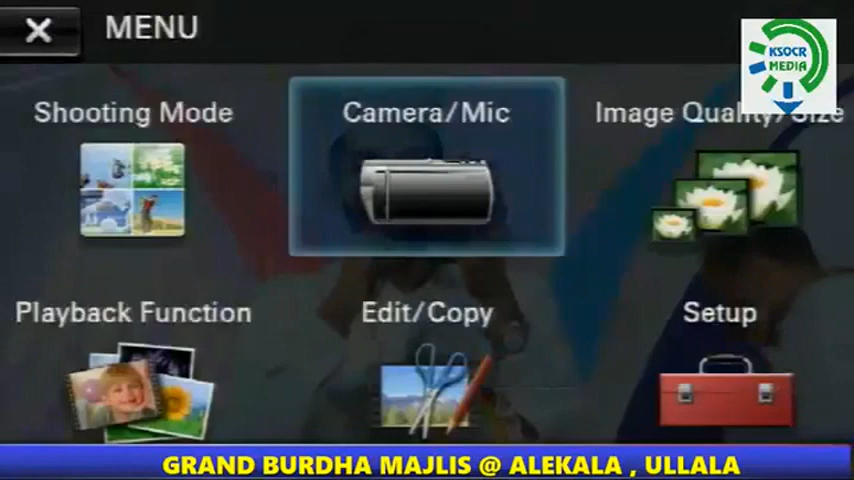 MENU
KSOCR
MEDIA
Shooting Mode
Camera/Mic
Image Quality/Size
Playback Function
Edit/Copy
Setup
GRAND BURDHA MAJLIS @ ALEKALA , ULLALA